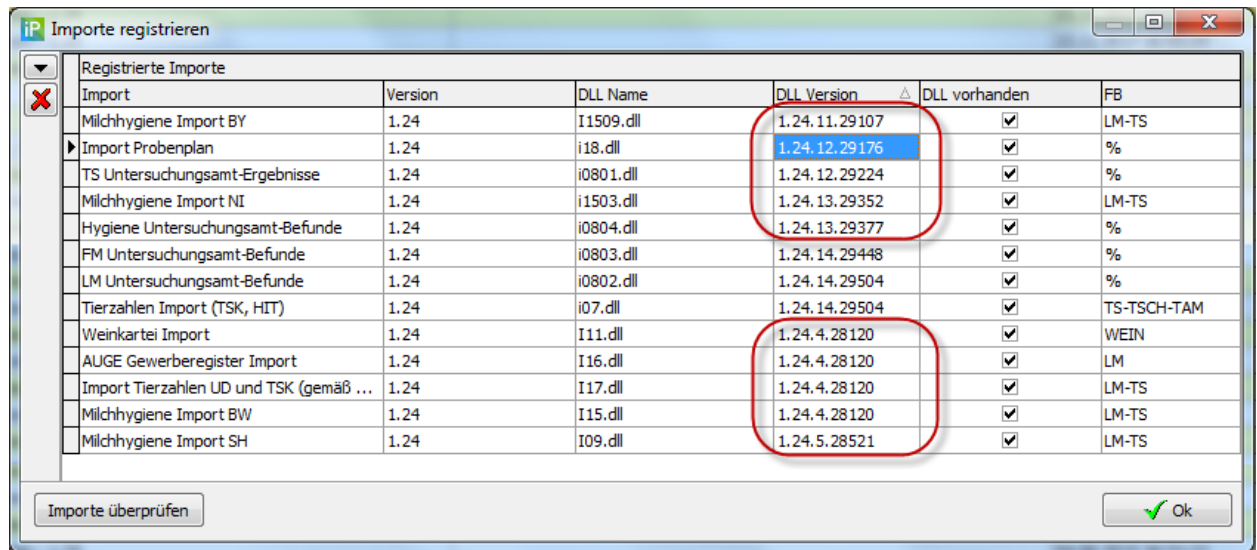 iP Importe registrieren
Registrierte Importe
Import Version DLL Name DLL Version DLL vorhanden FB
Milchhygiene Import BY 1.24 I1509.dll 1.24.11.29107 LM-TS
Import Probenplan 1.24 i18.dll 1.24.12.29176 %
TS Untersuchungsamt-Ergebnisse 1.24 i0801.dll 1.24.12.29224 %
Milchhygiene Import NI 1.24 i1503.dll 1.24.13.29352 LM-TS
Hygiene Untersuchungsamt-Befunde 1.24 i0804.dll 1.24.13.29377 %
FM Untersuchungsamt-Befunde 1.24 i0803.dll 1.24.14.29448 %
LM Untersuchungsamt-Befunde 1.24 i0802.dll 1.24.14.29504 %
Tierzahlen Import (TSK, HIT) 1.24 i07.dll 1.24.14.29504 TS-TSCH-TAM
Weinkartei Import 1.24 I11.dll 1.24.4.28120 WEIN
AUGE Gewerberegister Import 1.24 I16.dll 1.24.4.28120 LM
Import Tierzahlen UD und TSK (gemäß ... 1.24 I17.dll 1.24.4.28120 LM-TS
Milchhygiene Import BW 1.24 I15.dll 1.24.4.28120 LM-TS
Milchhygiene Import SH 1.24 I09.dll 1.24.5.28521 LM-TS
Importe überprüfen Ok